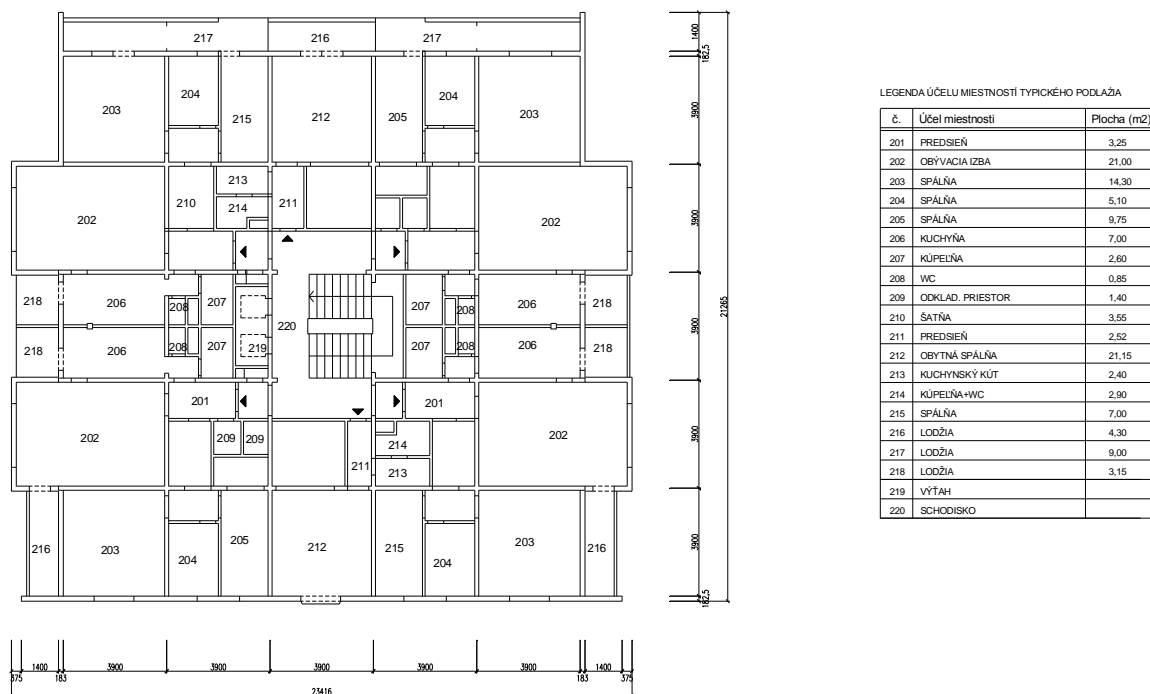 217 216 217
203 204 215 212 205 204 203
213
202 210 214 211 202
218 206 208 207 207 208 206 218
220
218 206 208 207 219 207 208 206 218
201 201
202 209 209 211 214 213 202
216 203 204 205 212 215 204 203 216
1400
182,5
3900
3900
3900
3900
3900
182,5
21265
375 1400 183 3900 3900 3900 3900 3900 183 1400 375
23416
LEGENDA ÚČELU MIESTNOSTÍ TYPICKÉHO PODLAŽIA
č. Účel miestnosti Plocha (m2)
201 PREDSIEŇ 3,25
202 OBÝVACIA IZBA 21,00
203 SPÁLŇA 14,30
204 SPÁLŇA 5,10
205 SPÁLŇA 9,75
206 KUCHYŇA 7,00
207 KÚPEĽŇA 2,60
208 WC 0,85
209 ODKLAD. PRIESTOR 1,40
210 ŠATŇA 3,55
211 PREDSIEŇ 2,52
212 OBYTNÁ SPÁLŇA 21,15
213 KUCHYNSKÝ KÚT 2,40
214 KÚPEĽŇA+WC 2,90
215 SPÁLŇA 7,00
216 LODŽIA 4,30
217 LODŽIA 9,00
218 LODŽIA 3,15
219 VÝŤAH
220 SCHODISKO